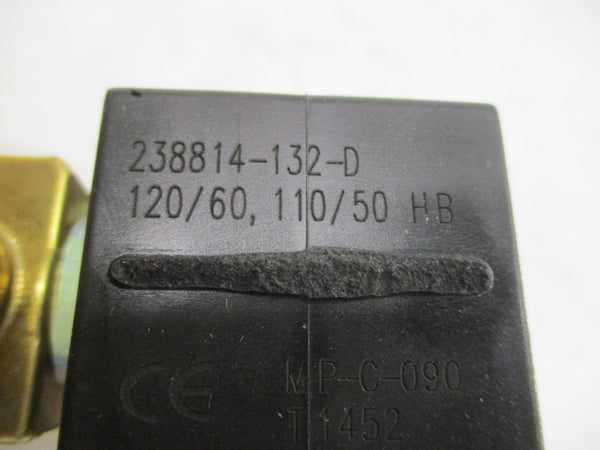 238814-132-D
120/60, 110/50 HB
CE MP-C-090
T1452